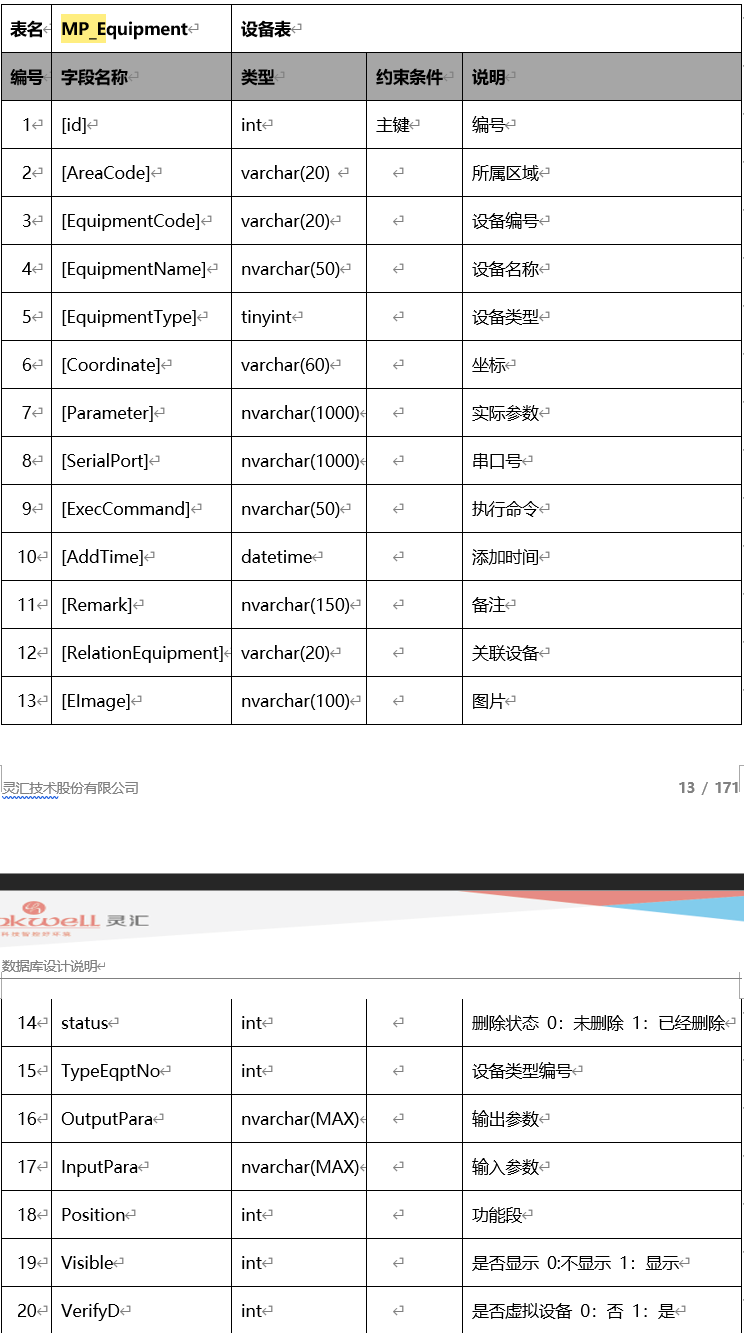 表名 MP_Equipment 设备表
编号 字段名称 类型 约束条件 说明
1 [id] int 主键 编号
2 [AreaCode] varchar(20) 所属区域
3 [EquipmentCode] varchar(20) 设备编号
4 [EquipmentName] nvarchar(50) 设备名称
5 [EquipmentType] tinyint 设备类型
6 [Coordinate] varchar(60) 坐标
7 [Parameter] nvarchar(1000) 实际参数
8 [SerialPort] nvarchar(1000) 串口号
9 [ExecCommand] nvarchar(50) 执行命令
10 [AddTime] datetime 添加时间
11 [Remark] nvarchar(150) 备注
12 [RelationEquipment] varchar(20) 关联设备
13 [EImage] nvarchar(100) 图片
灵汇技术股份有限公司 13 / 171
okwell 灵汇
数据库设计说明
14 status int 删除状态 0：未删除 1：已经删除
15 TypeEqptNo int 设备类型编号
16 OutputPara nvarchar(MAX) 输出参数
17 InputPara nvarchar(MAX) 输入参数
18 Position int 功能段
19 Visible int 是否显示 0:不显示 1：显示
20 VerifyD int 是否虚拟设备 0：否 1：是